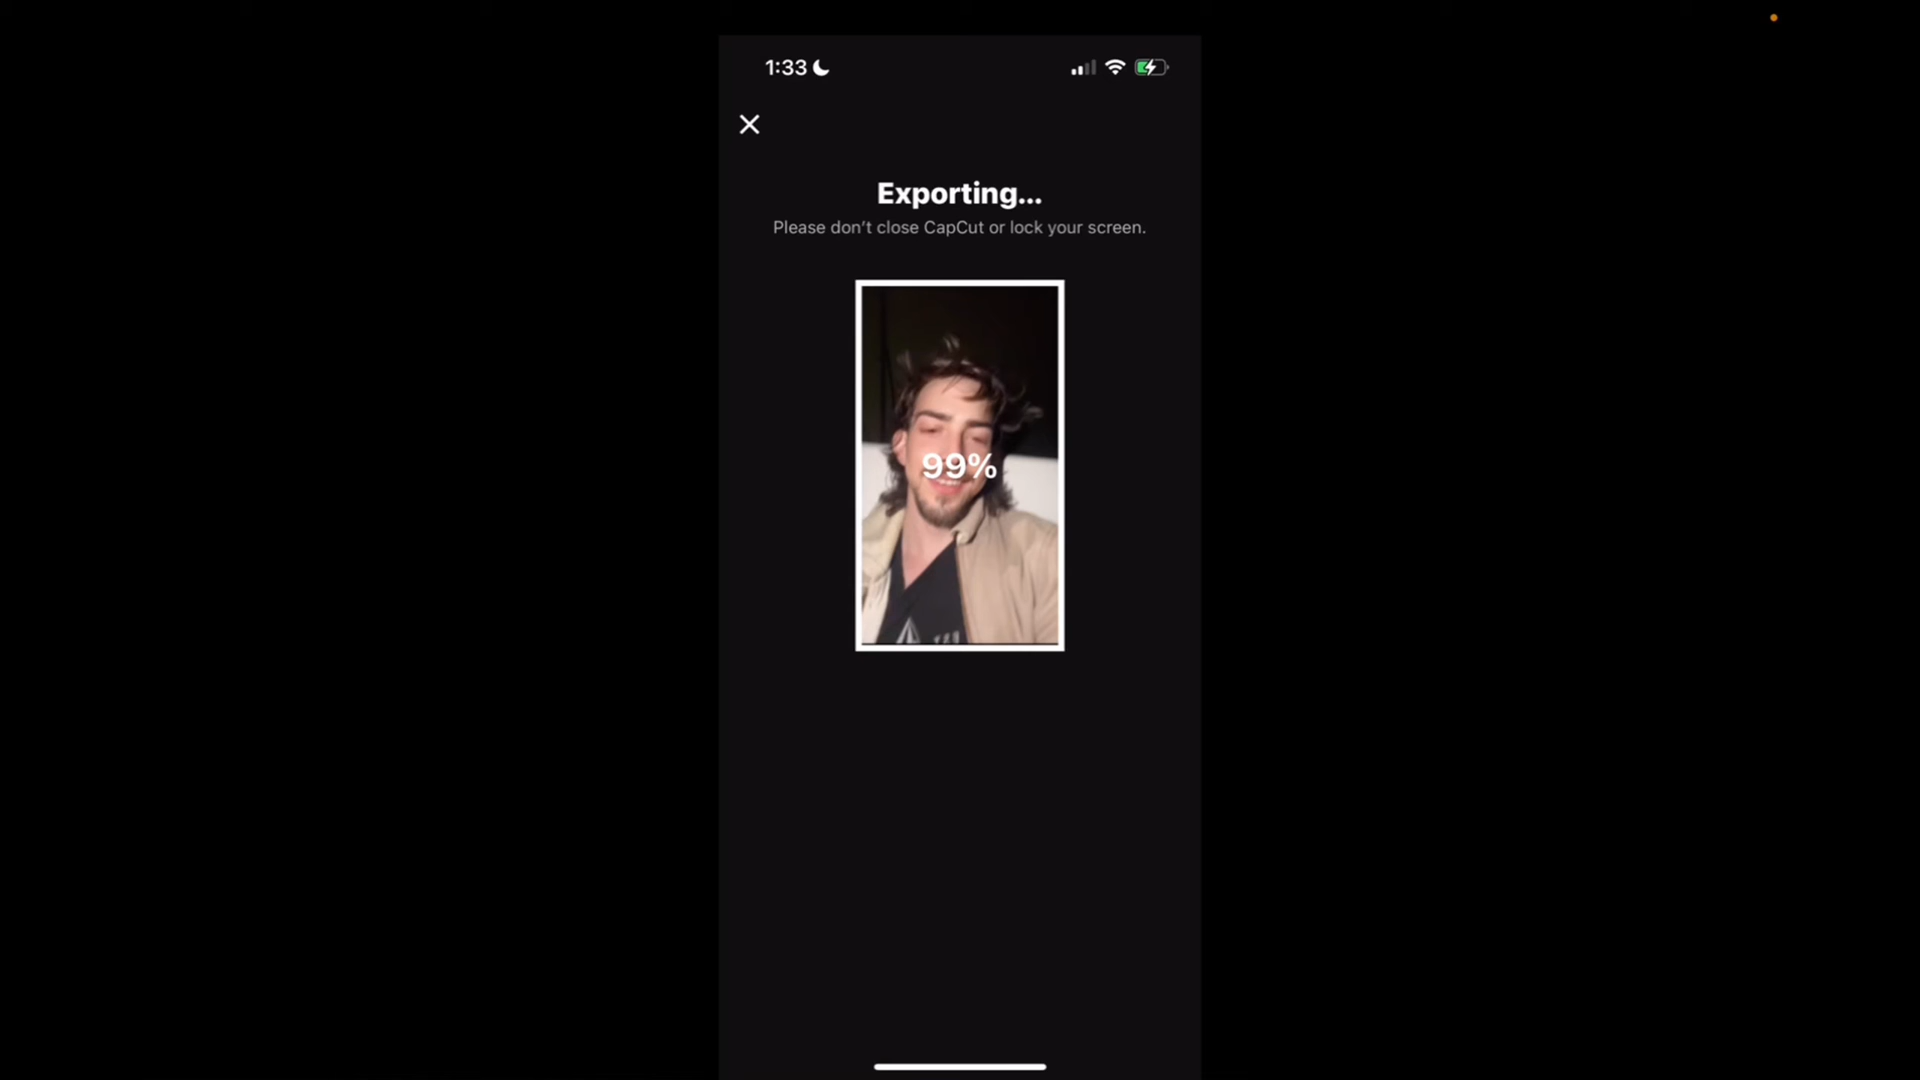 1:33
Exporting...
Please don’t close CapCut or lock your screen.
99%